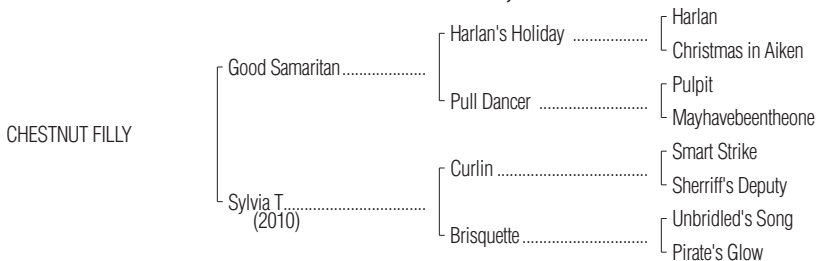 Harlan
Harlan's Holiday ...................
Christmas in Aiken
Good Samaritan.....................
Pulpit
Pull Dancer ...........................
Mayhavebeentheone
CHESTNUT FILLY
Smart Strike
Curlin ......................................
Sherriff's Deputy
Sylvia T...................................
(2010)
Unbridled's Song
Brisquette................................
Pirate's Glow